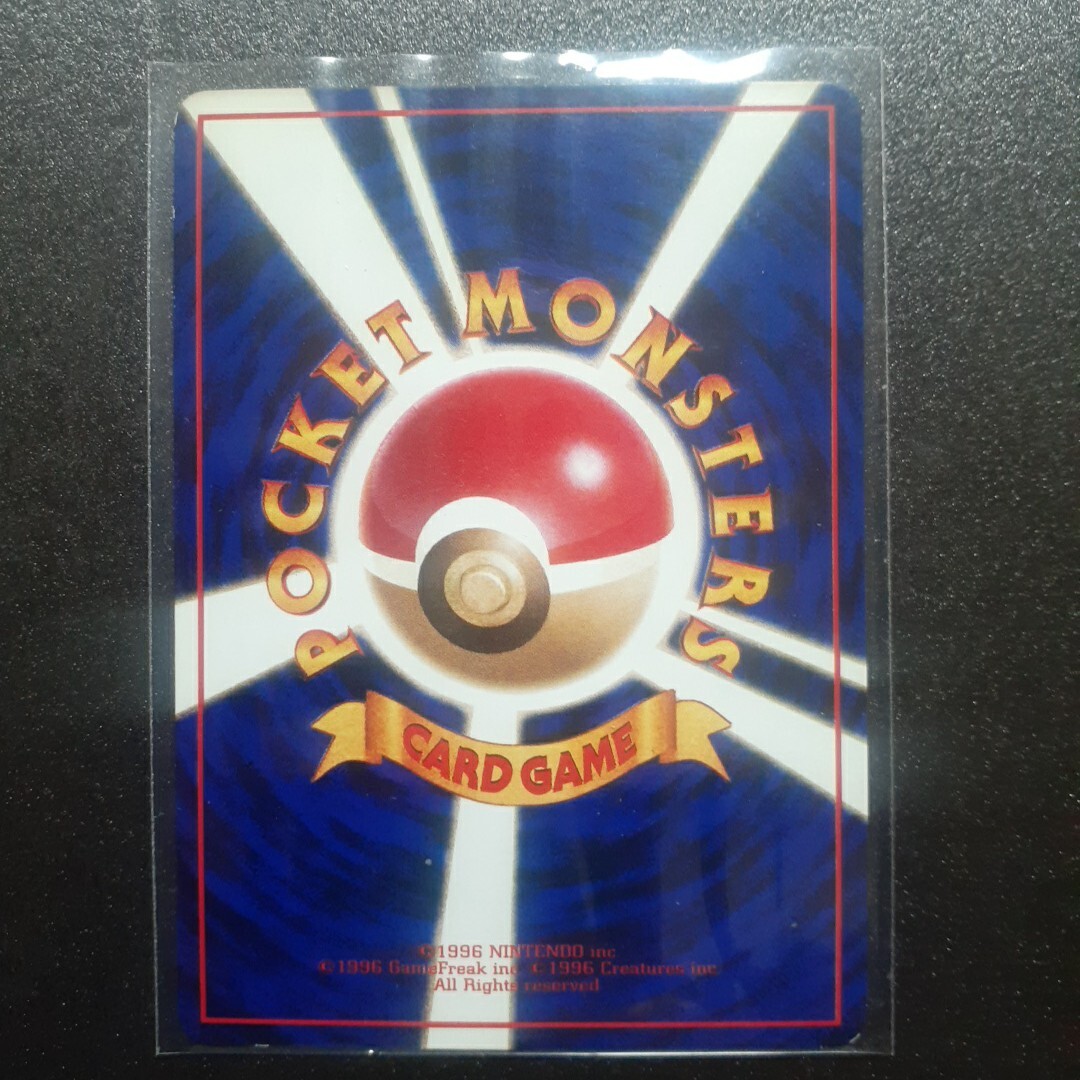 POCKET MONSTERS
CARD GAME
©1996 NINTENDO inc
©1996 GameFreak inc ©1996 Creatures inc.
All Rights reserved